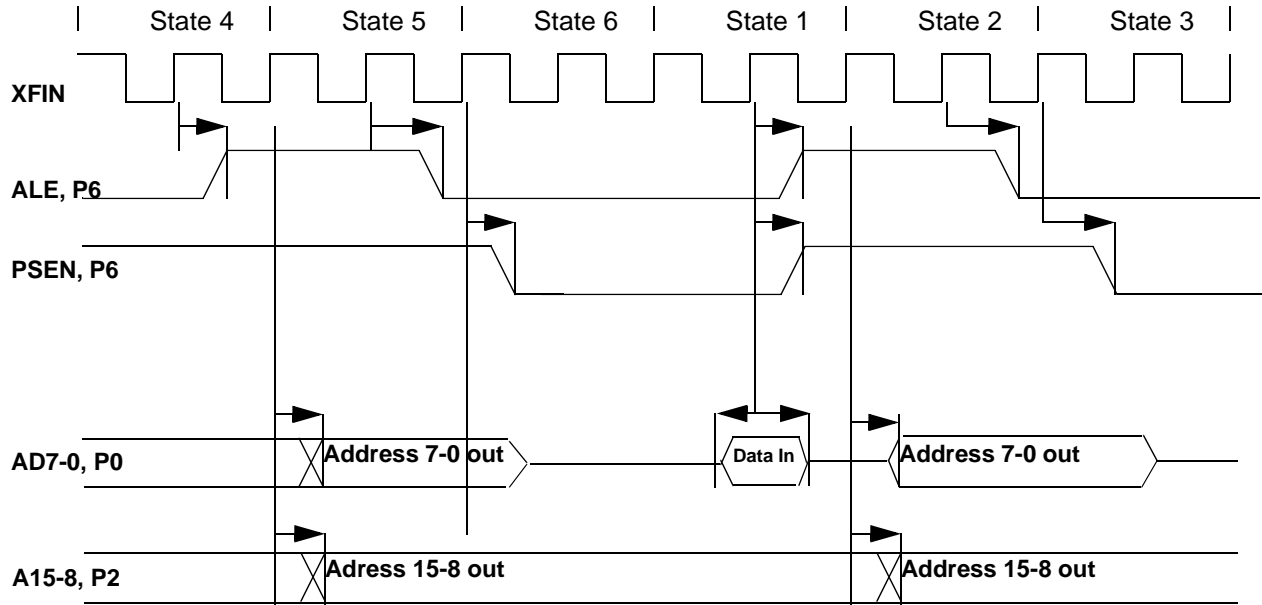 State 4 State 5 State 6 State 1 State 2 State 3
XFIN
ALE, P6
PSEN, P6
AD7-0, P0 Address 7-0 out Data In Address 7-0 out
A15-8, P2 Adress 15-8 out Address 15-8 out